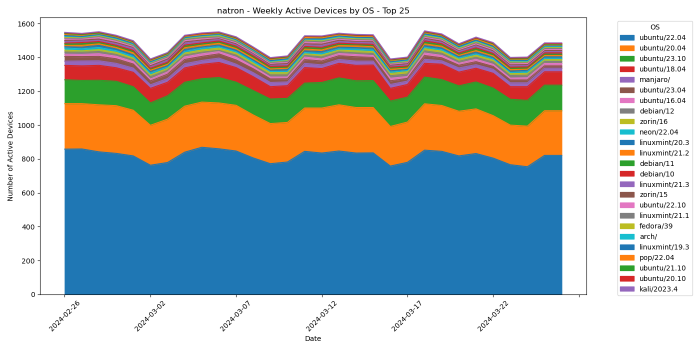 natron - Weekly Active Devices by OS - Top 25
Number of Active Devices
1600
1400
1200
1000
800
600
400
200
0
2024-02-26
2024-03-02
2024-03-07
2024-03-12
2024-03-17
2024-03-22
Date
OS
ubuntu/22.04
ubuntu/20.04
ubuntu/23.10
ubuntu/18.04
manjaro/
ubuntu/23.04
ubuntu/16.04
debian/12
zorin/16
neon/22.04
linuxmint/20.3
linuxmint/21.2
debian/11
debian/10
linuxmint/21.3
zorin/15
ubuntu/22.10
linuxmint/21.1
fedora/39
arch/
linuxmint/19.3
pop/22.04
ubuntu/21.10
ubuntu/20.10
kali/2023.4